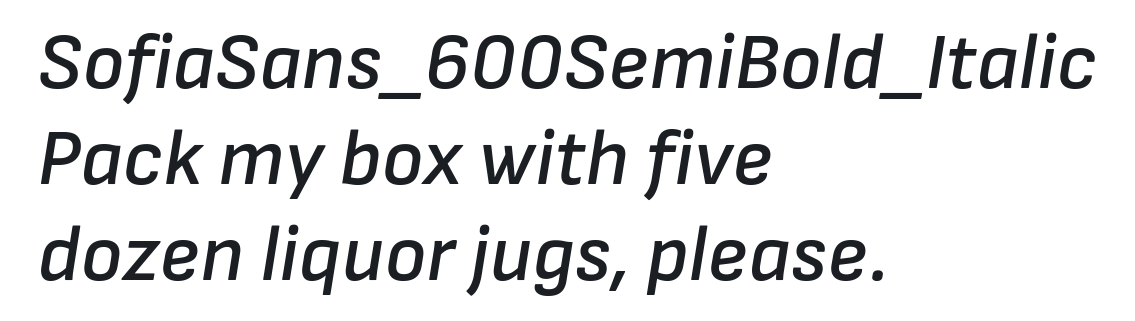 SofiaSans_600SemiBold_Italic
Pack my box with five
dozen liquor jugs, please.